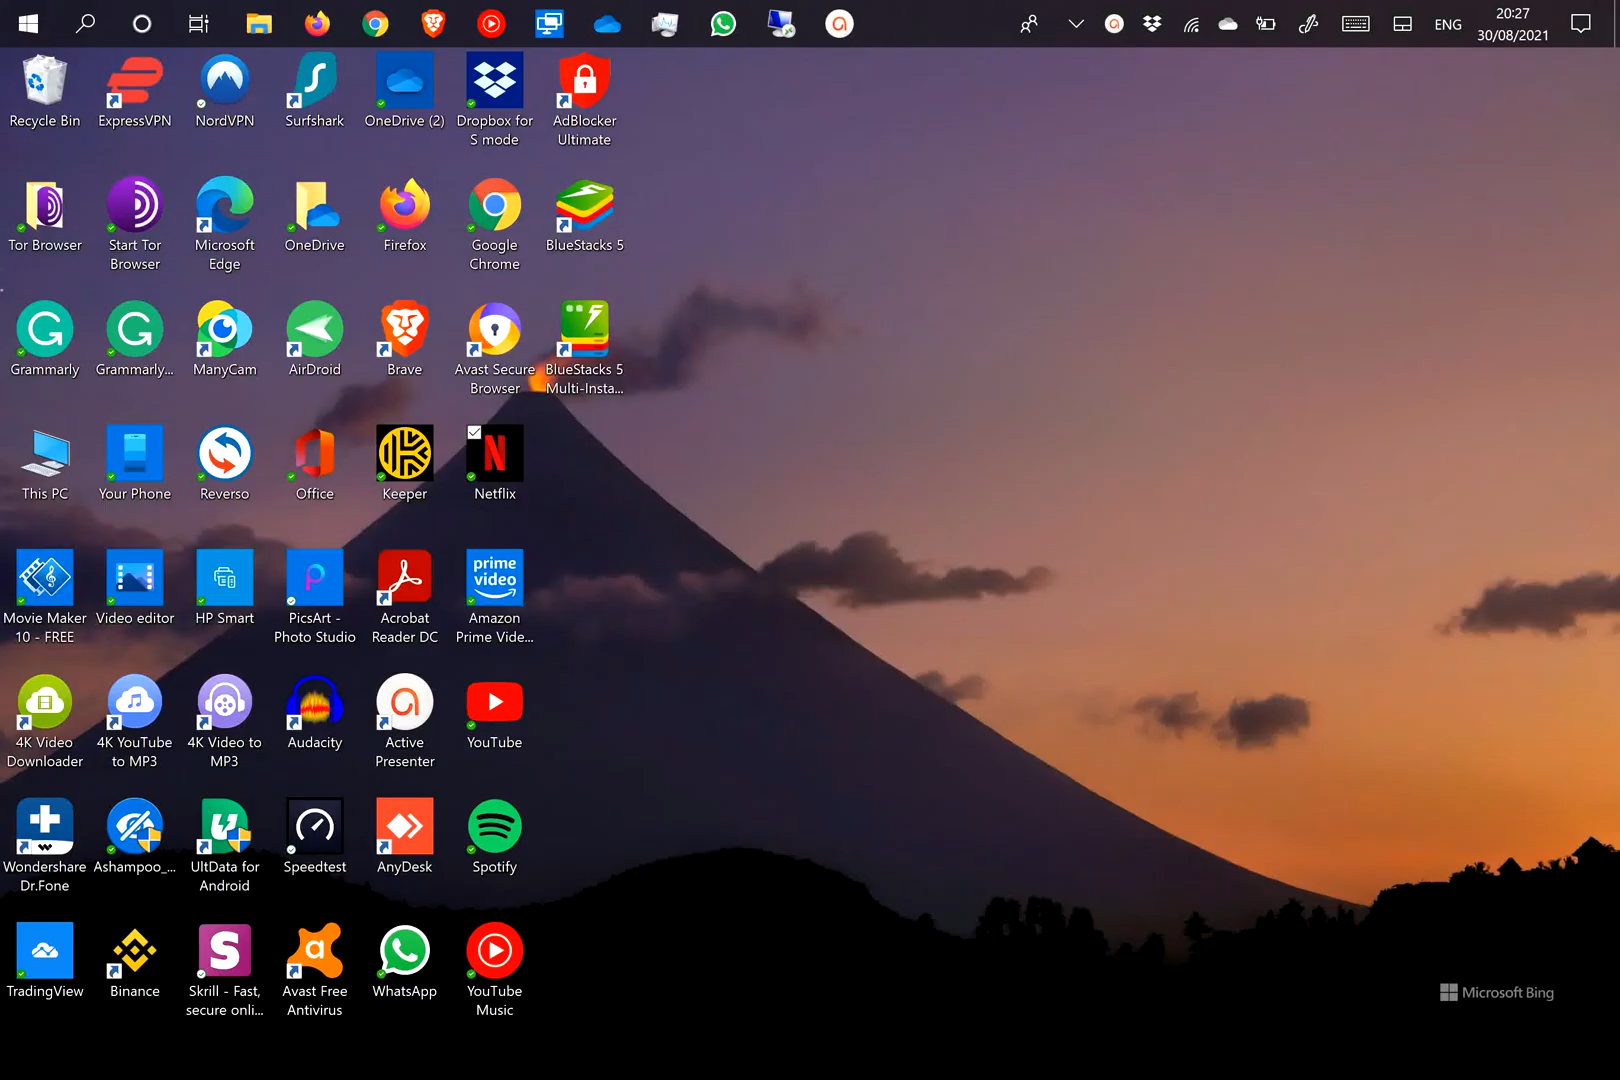 ENG
20:27
30/08/2021
Recycle Bin
ExpressVPN
NordVPN
Surfshark
OneDrive (2)
Dropbox for
S mode
AdBlocker
Ultimate
Tor Browser
Start Tor
Browser
Microsoft
Edge
OneDrive
Firefox
Google
Chrome
BlueStacks 5
Grammarly
Grammarly...
ManyCam
AirDroid
Brave
Avast Secure
Browser
BlueStacks 5
Multi-Insta...
This PC
Your Phone
Reverso
Office
Keeper
N
Netflix
Movie Maker
10 - FREE
Video editor
HP Smart
PicsArt -
Photo Studio
Acrobat
Reader DC
prime
video
Amazon
Prime Vide...
4K Video
Downloader
4K YouTube
to MP3
4K Video to
MP3
Audacity
Active
Presenter
YouTube
Wondershare
Dr.Fone
Ashampoo_...
UltData for
Android
Speedtest
AnyDesk
Spotify
TradingView
Binance
S
Skrill - Fast,
secure onli...
a
Avast Free
Antivirus
WhatsApp
YouTube
Music
Microsoft Bing